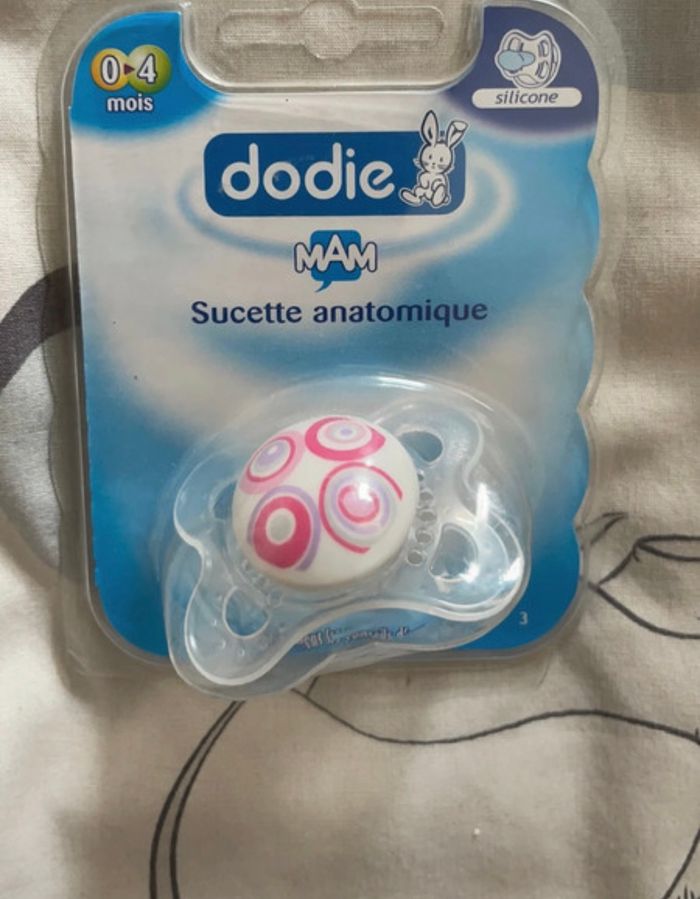 0-4
mois
silicone
dodie
MAM
Sucette anatomique
3